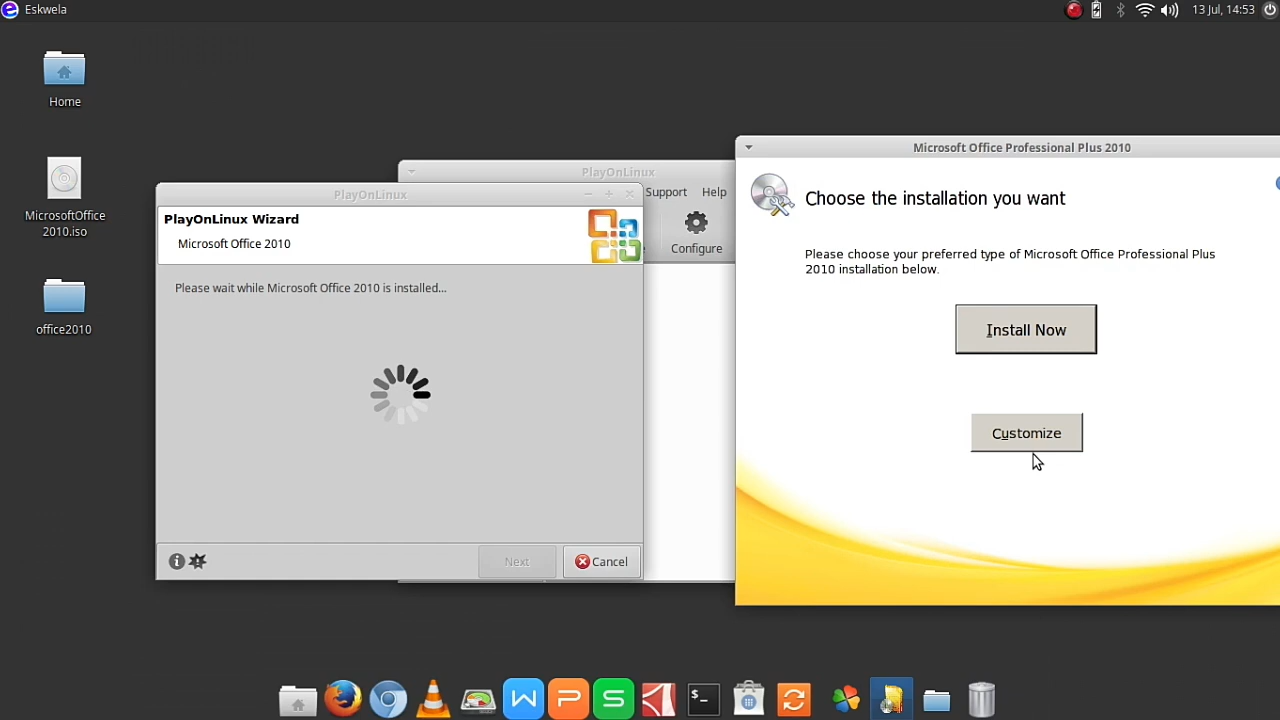 Eskwela
13 Jul, 14:53
Home
MicrosoftOffice
2010.iso
office2010
PlayOnLinux
Support Help
Configure
PlayOnLinux
PlayOnLinux Wizard
Microsoft Office 2010
Please wait while Microsoft Office 2010 is installed...
Next
Cancel
Microsoft Office Professional Plus 2010
Choose the installation you want
Please choose your preferred type of Microsoft Office Professional Plus
2010 installation below.
Install Now
Customize